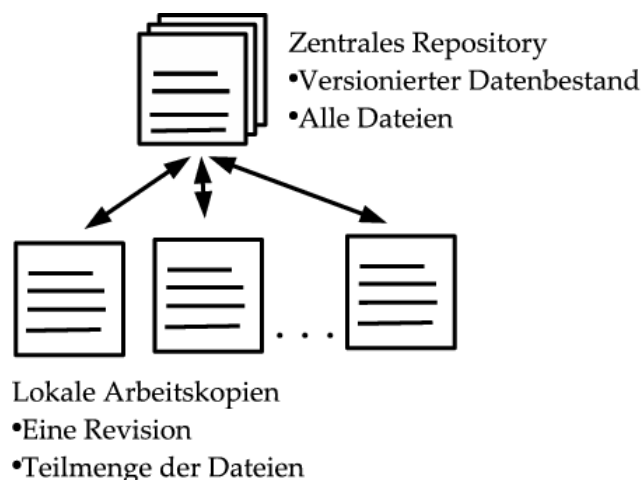 Zentrales Repository
•Versionierter Datenbestand
•Alle Dateien
. . .
Lokale Arbeitskopien
•Eine Revision
•Teilmenge der Dateien